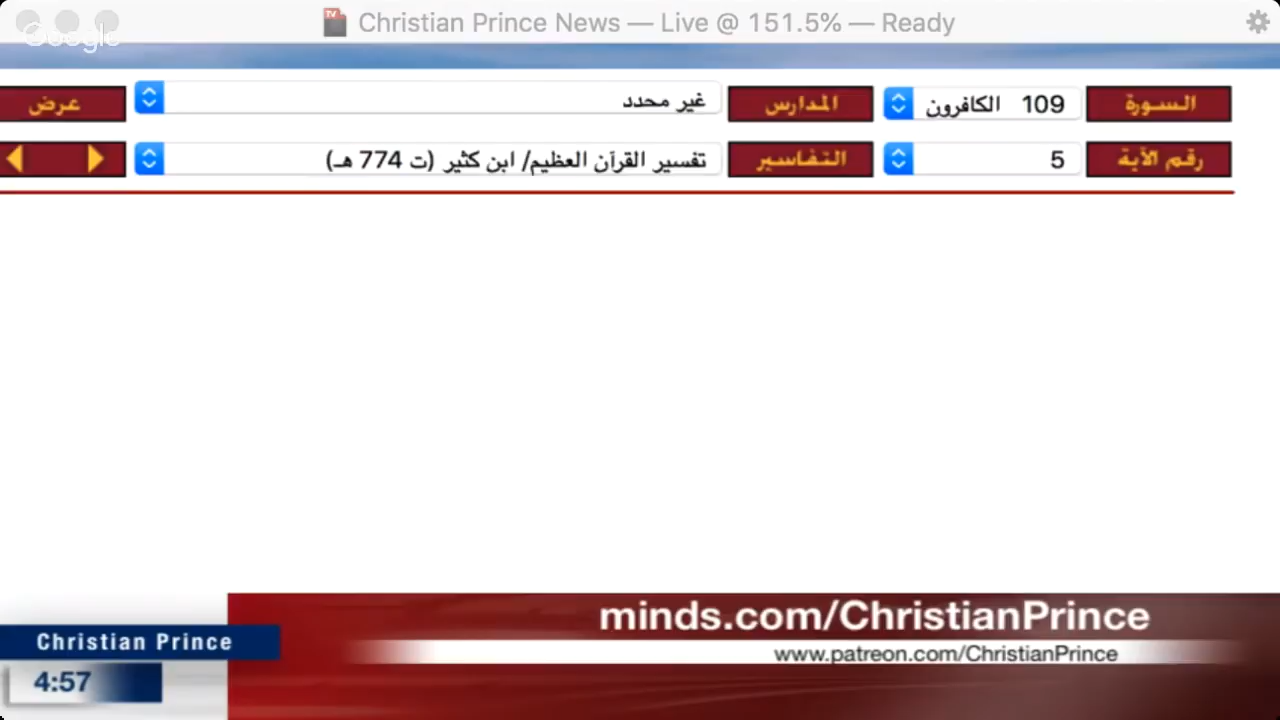 Christian Prince News — Live @ 151.5% — Ready
Google
السورة 109 الكافرون المدارس غير محدد عرض
رقم الآية 5 التفاسير تفسير القرآن العظيم/ ابن كثير (ت 774 هـ)
minds.com/ChristianPrince
www.patreon.com/ChristianPrince
Christian Prince
4:57